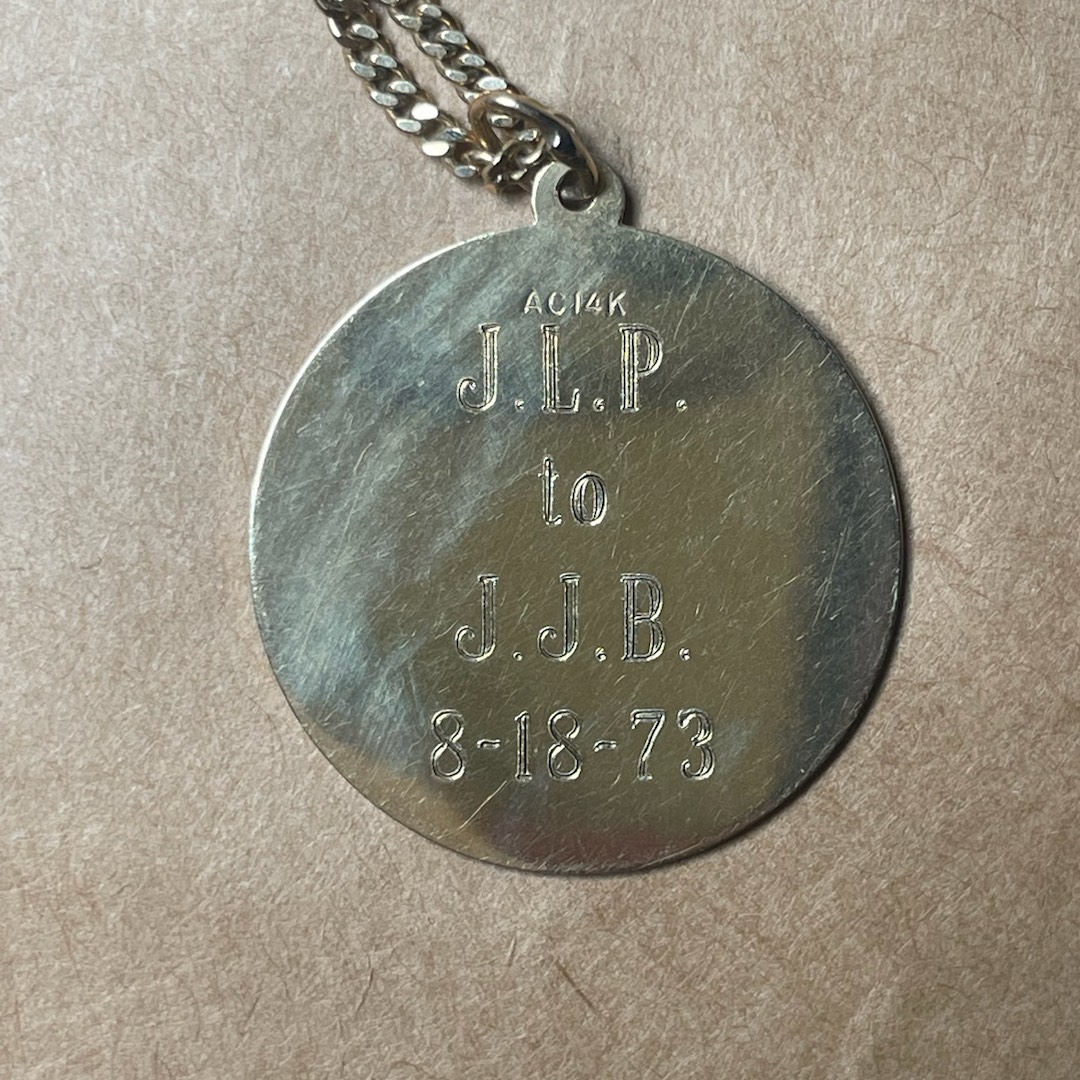 AC14K
J.L.P.
to
J.J.B.
8-18-73